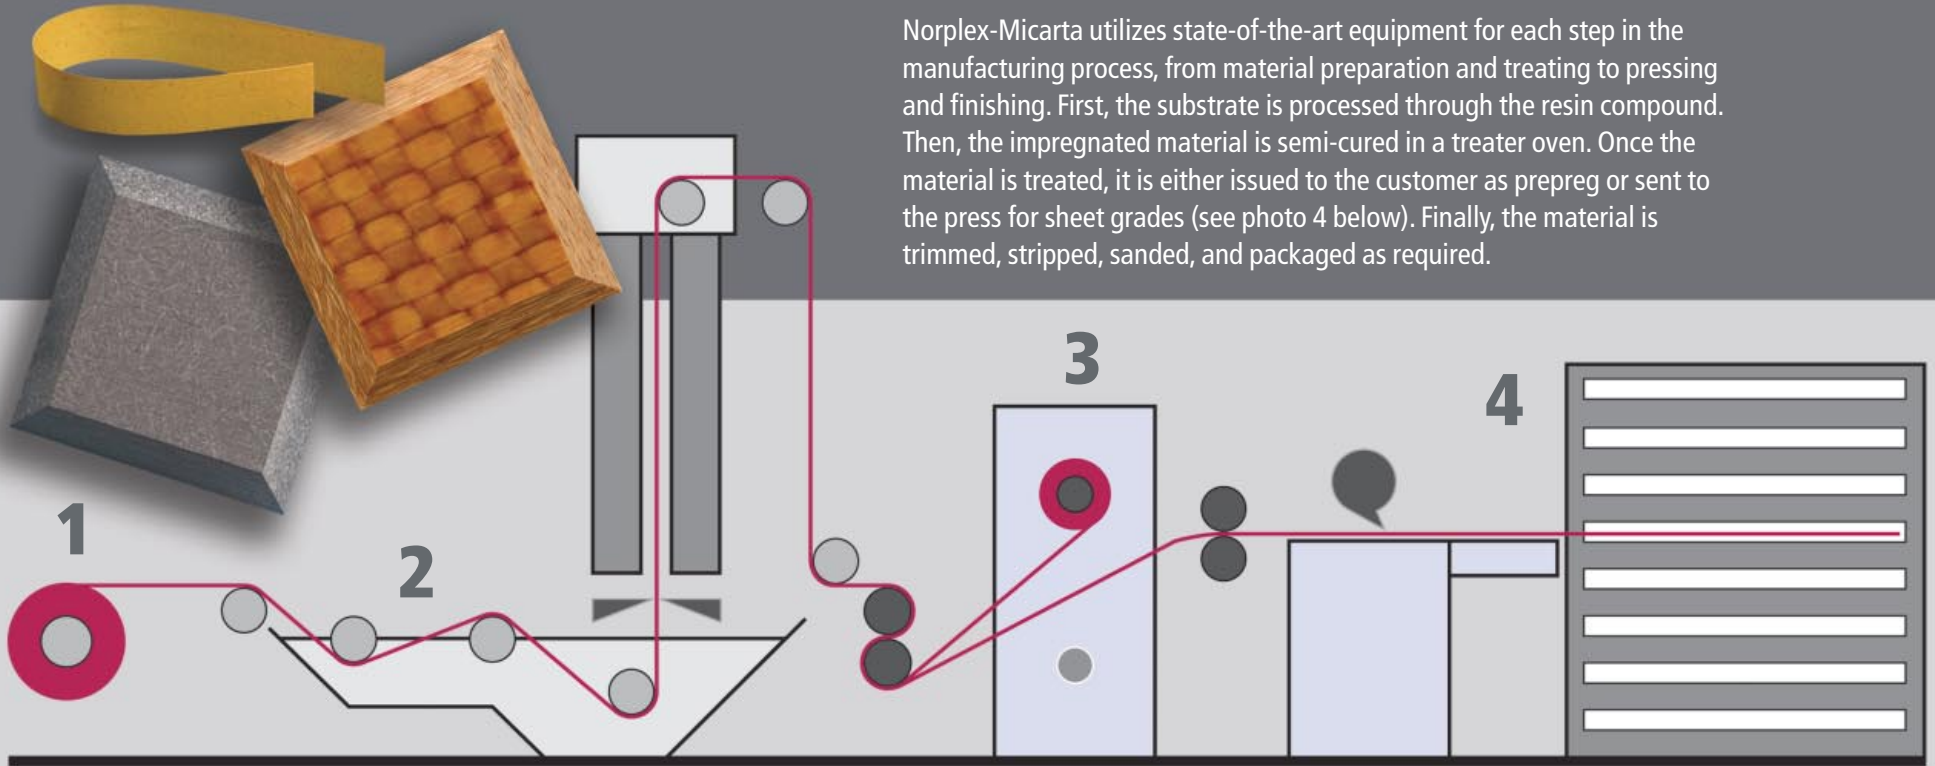 Norplex-Micarta utilizes state-of-the-art equipment for each step in the
manufacturing process, from material preparation and treating to pressing
and finishing. First, the substrate is processed through the resin compound.
Then, the impregnated material is semi-cured in a treater oven. Once the
material is treated, it is either issued to the customer as prepreg or sent to
the press for sheet grades (see photo 4 below). Finally, the material is
trimmed, stripped, sanded, and packaged as required.
3
4
1
2